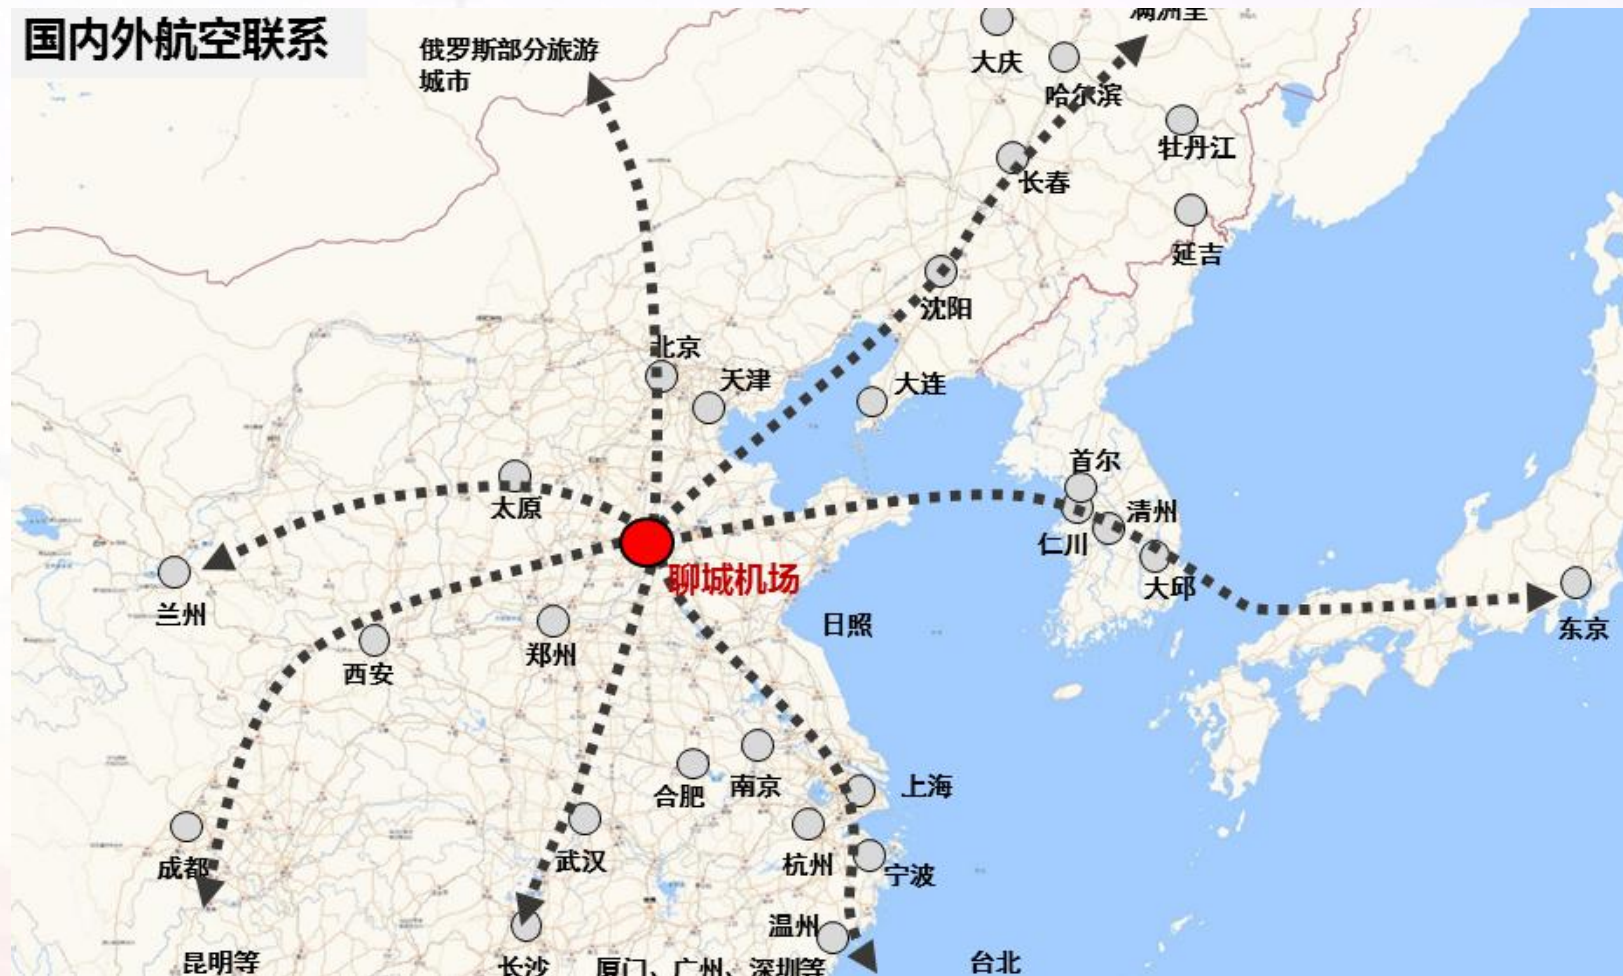 国内外航空联系
俄罗斯部分旅游
城市
满洲里
大庆
哈尔滨
牡丹江
长春
延吉
沈阳
北京
天津
大连
首尔
太原
清州
仁川
聊城机场
大邱
兰州
日照
东京
郑州
西安
上海
南京
合肥
武汉
杭州
成都
宁波
温州
昆明等
长沙
厦门、广州、深圳等
台北